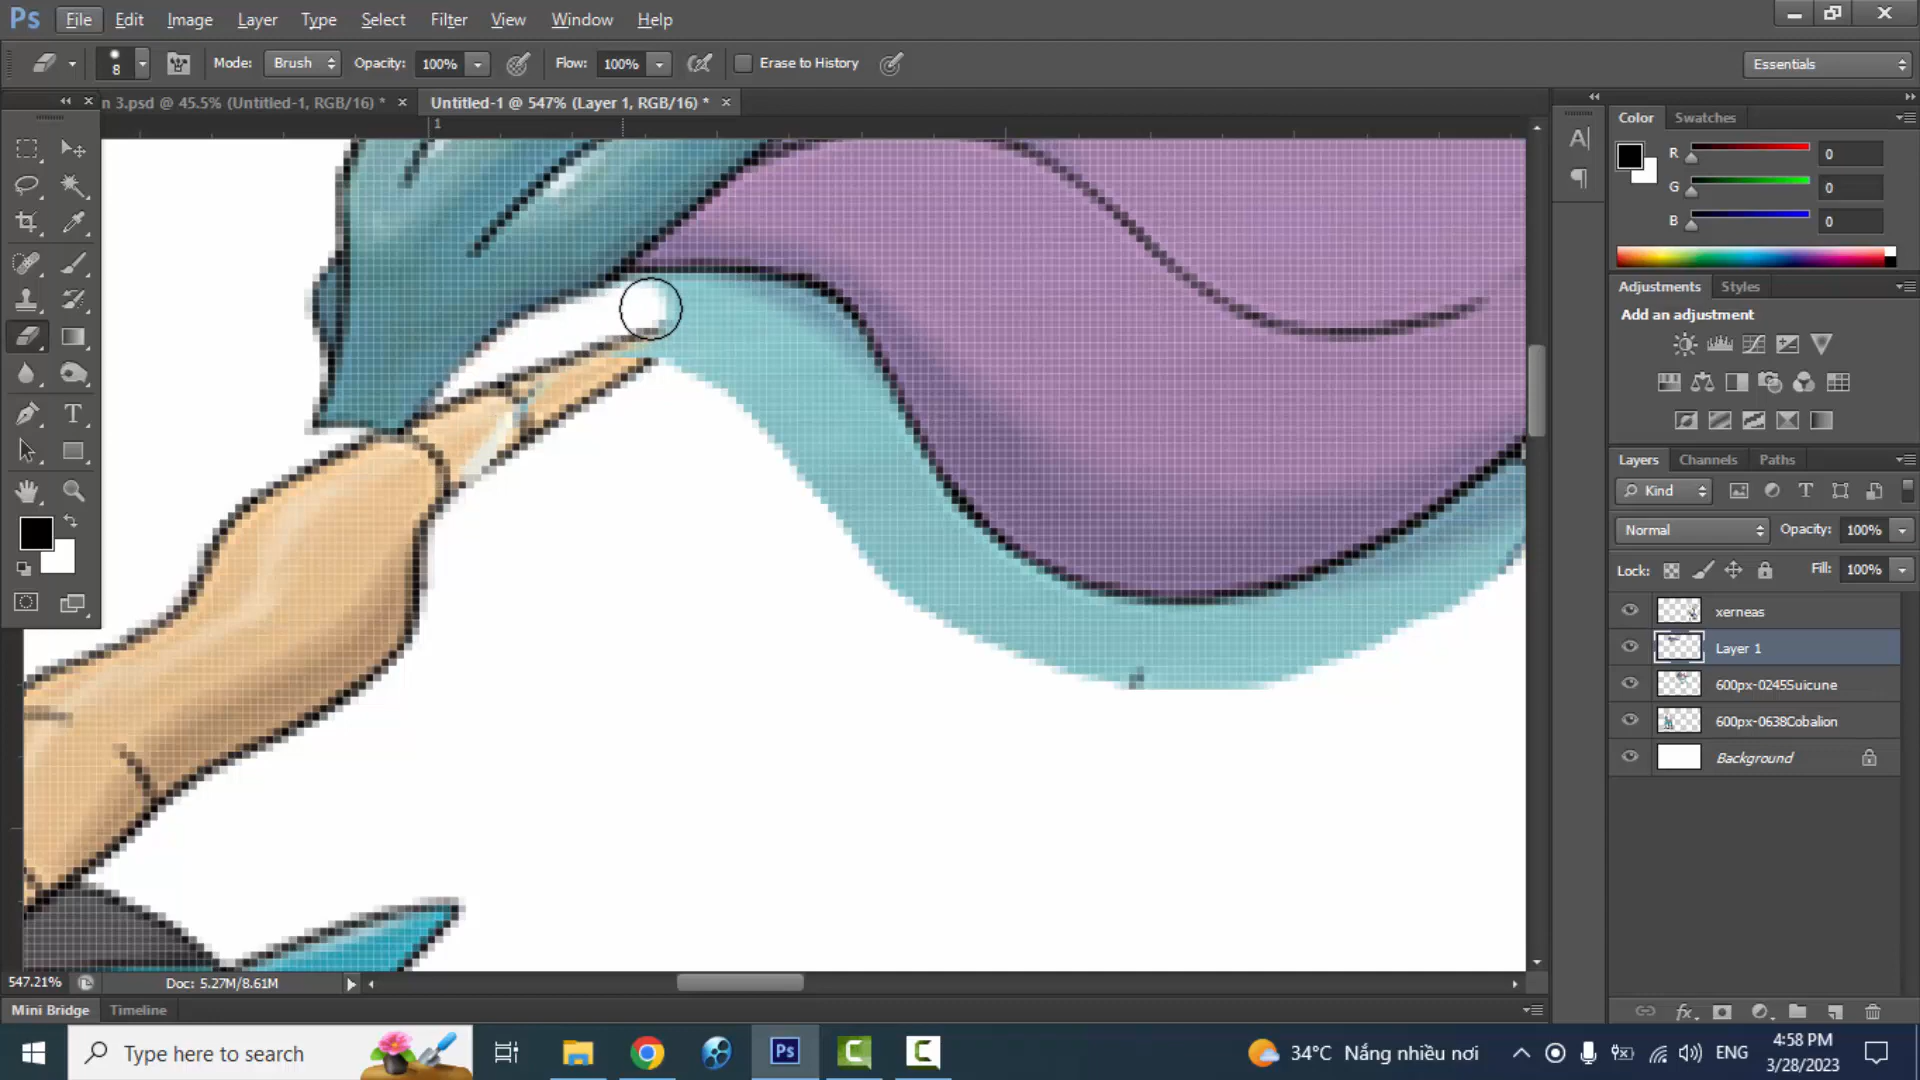 Ps File Edit Image Layer Type Select Filter View Window Help
8 Mode: Brush Opacity: 100% Flow: 100% Erase to History Essentials
n 3.psd @ 45.5% (Untitled-1, RGB/16) * × Untitled-1 @ 547% (Layer 1, RGB/16) * ×
1
Color Swatches
R 0
G 0
B 0
Adjustments Styles
Add an adjustment
Layers Channels Paths
Kind
Normal Opacity: 100%
Lock: Fill: 100%
xerneas
Layer 1
600px-0245Suicune
600px-0638Cobalion
Background
547.21% Doc: 5.27M/8.61M
Mini Bridge Timeline
Type here to search
34°C Nắng nhiều nơi
ENG
4:58 PM
3/28/2023